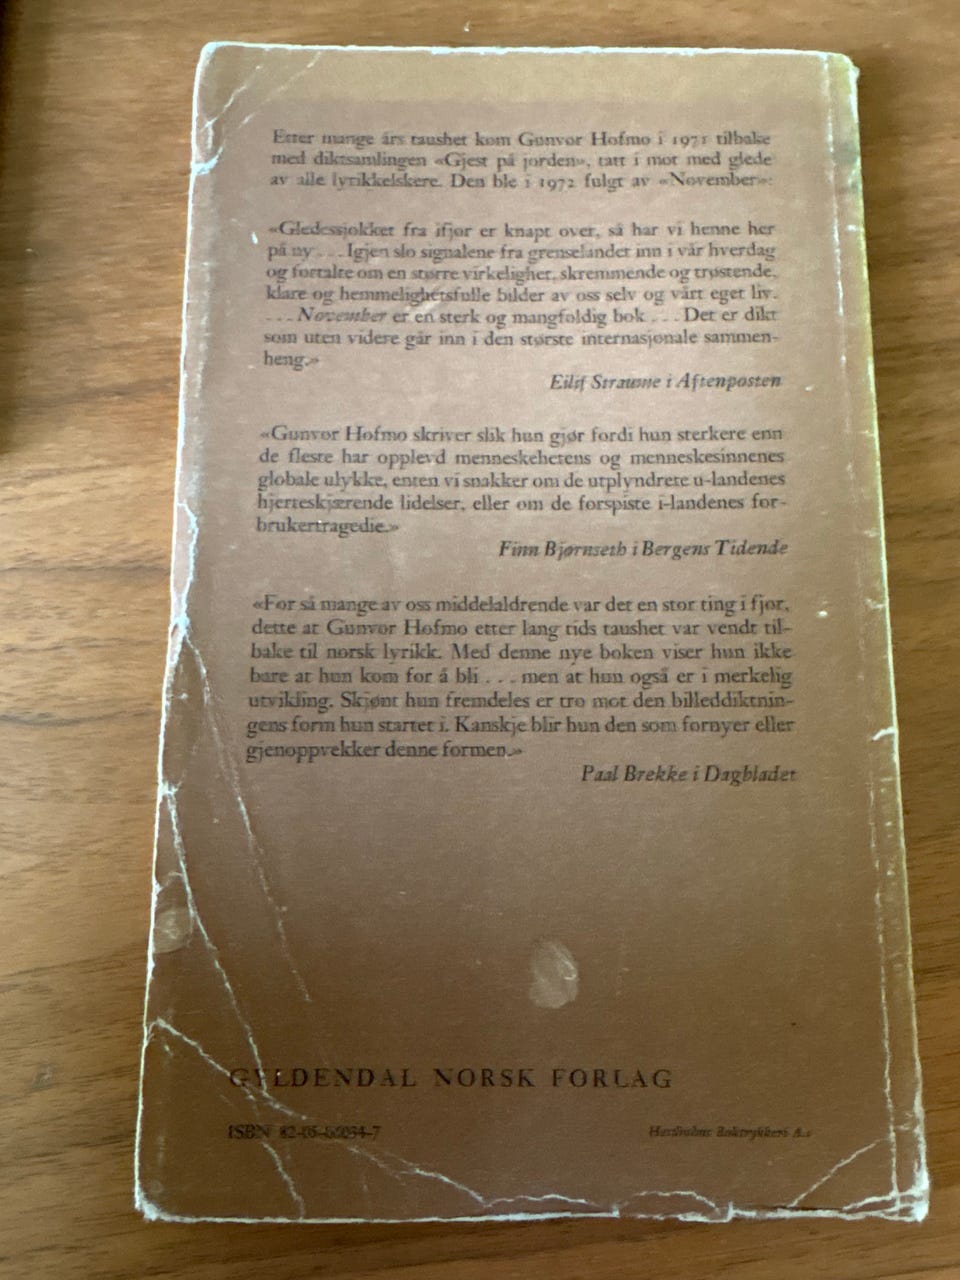 Etter mange års taushet kom Gunvor Hofmo i 1971 tilbake
med diktsamlingen «Gjest på jorden», tatt i mot med glede
av alle lyrikkelskere. Den ble i 1972 fulgt av «November»:
«Gledessjokket fra ifjor er knapt over, så har vi henne her
på ny . . . Igjen slo signalene fra grenselandet inn i vår hverdag
og fortalte om en større virkelighet, skremmende og trøstende,
klare og hemmelighetsfulle bilder av oss selv og vårt eget liv.
. . . November er en sterk og mangfoldig bok . . . Det er dikt
som uten videre går inn i den største internasjonale sammen-
heng.»
Eilif Straume i Aftenposten
«Gunvor Hofmo skriver slik hun gjør fordi hun sterkere enn
de fleste har opplevd menneskehetens og menneskesinnenes
globale ulykke, enten vi snakker om de utplyndrete u-landenes
hjerteskjærende lidelser, eller om de forspiste i-landenes for-
brukertragedie.»
Finn Bjørnseth i Bergens Tidende
«For så mange av oss middelaldrende var det en stor ting i fjor,
dette at Gunvor Hofmo etter lang tids taushet var vendt til-
bake til norsk lyrikk. Med denne nye boken viser hun ikke
bare at hun kom for å bli . . . men at hun også er i merkelig
utvikling. Skjønt hun fremdeles er tro mot den billeddiktnin-
gens form hun startet i. Kanskje blir hun den som fornyer eller
gjenoppvekker denne formen.»
Paal Brekke i Dagbladet
GYLDENDAL NORSK FORLAG
ISBN
Boktrykkeri A.s